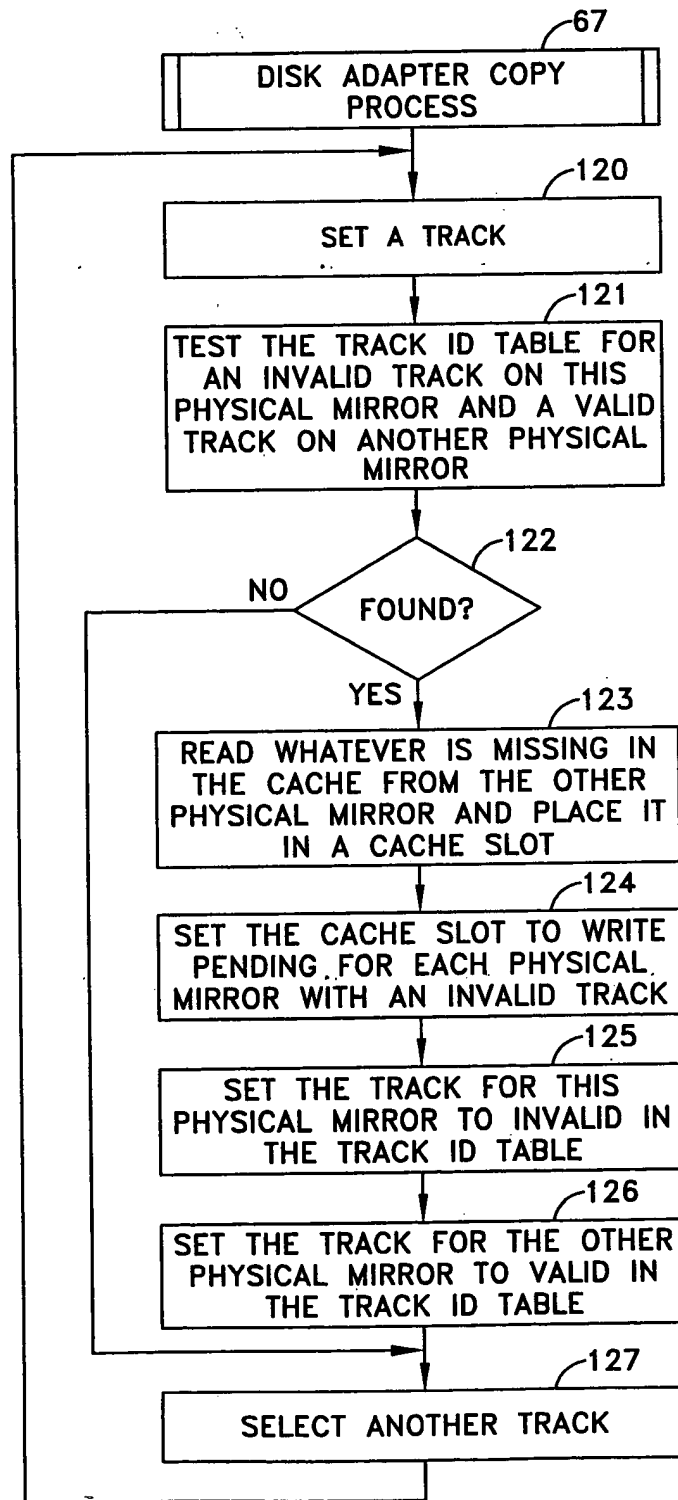 67
DISK ADAPTER COPY
PROCESS
120
SET A TRACK
121
TEST THE TRACK ID TABLE FOR
AN INVALID TRACK ON THIS
PHYSICAL MIRROR AND A VALID
TRACK ON ANOTHER PHYSICAL
MIRROR
122
NO
FOUND?
YES
123
READ WHATEVER IS MISSING IN
THE CACHE FROM THE OTHER
PHYSICAL MIRROR AND PLACE IT
IN A CACHE SLOT
124
SET THE CACHE SLOT TO WRITE
PENDING FOR EACH PHYSICAL
MIRROR WITH AN INVALID TRACK
125
SET THE TRACK FOR THIS
PHYSICAL MIRROR TO INVALID IN
THE TRACK ID TABLE
126
SET THE TRACK FOR THE OTHER
PHYSICAL MIRROR TO VALID IN
THE TRACK ID TABLE
127
SELECT ANOTHER TRACK